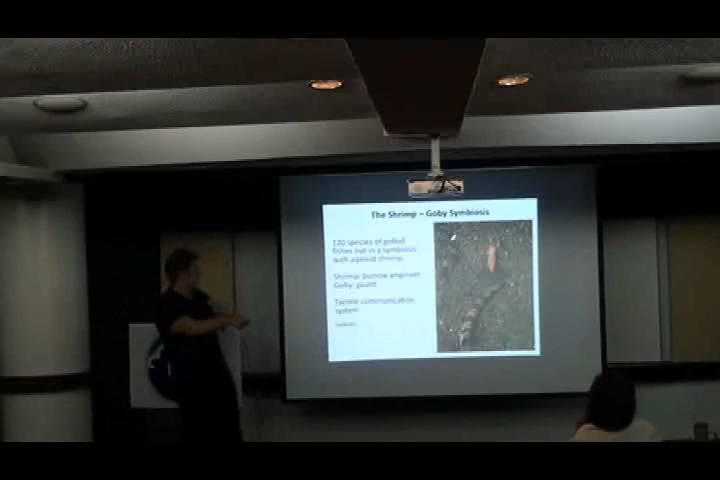 The Shrimp – Goby Symbiosis
120 species of gobiid
fishes live in a symbiosis
with alpheid shrimp.
Shrimp: burrow engineer
Goby: guard
Tactile communication
system